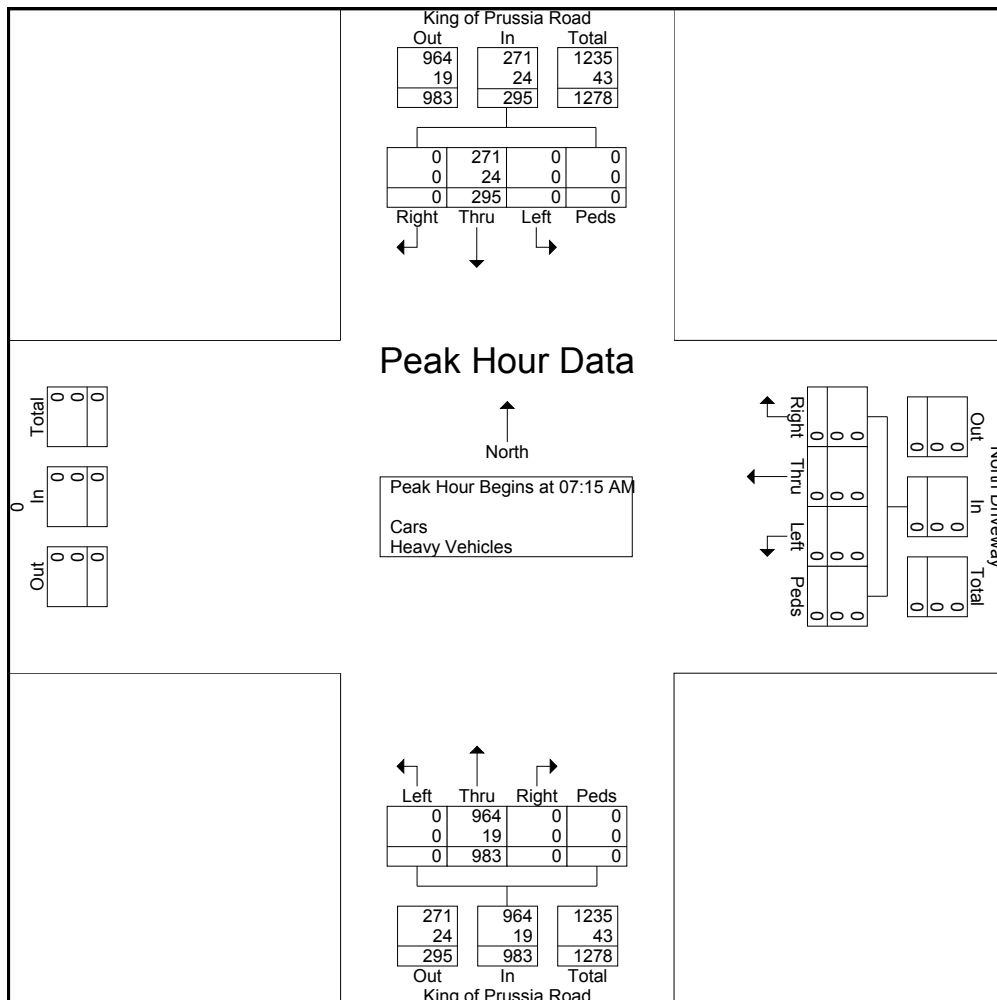 King of Prussia Road
Out In Total
964 271 1235
19 24 43
983 295 1278
0 271 0 0
0 24 0 0
0 295 0 0
Right Thru Left Peds
Peak Hour Data
North
Peak Hour Begins at 07:15 AM
Cars
Heavy Vehicles
Total In Out
0 0 0
0 0 0
0 0 0
0
Right Thru Left Peds
0 0 0 0
0 0 0 0
0 0 0 0
Out In Total
0 0 0
0 0 0
0 0 0
North Driveway
Left Thru Right Peds
0 964 0 0
0 19 0 0
0 983 0 0
271 964 1235
24 19 43
295 983 1278
Out In Total
King of Prussia Road